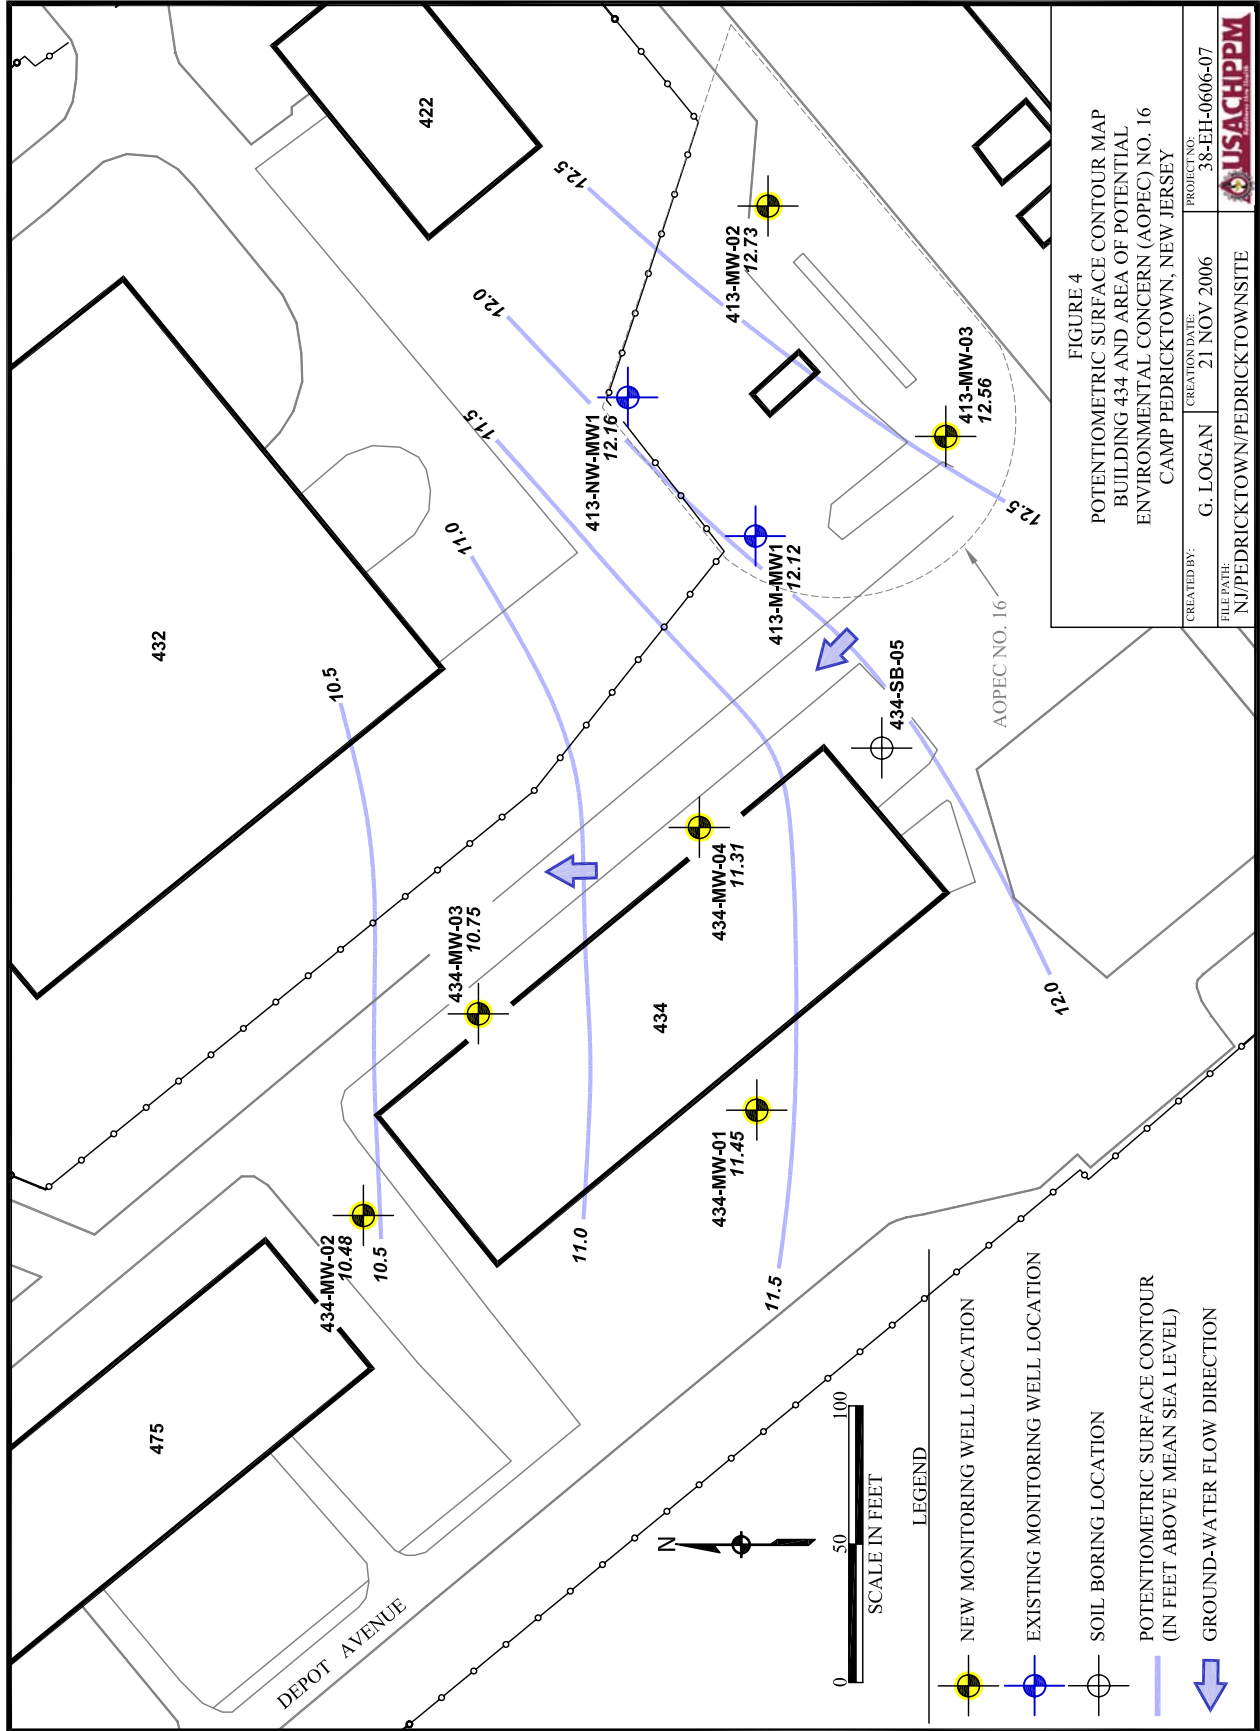 432
422
475
434
10.5
11.0
11.5
12.0
12.5
413-NW-MW1
12.16
413-MW-02
12.73
413-MW-03
12.56
413-M-MW1
12.12
434-SB-05
434-MW-04
11.31
434-MW-03
10.75
434-MW-01
11.45
434-MW-02
10.48
10.5
11.0
11.5
12.0
12.5
AOPEC NO. 16
DEPOT AVENUE
N
0 50 100
SCALE IN FEET
LEGEND
NEW MONITORING WELL LOCATION
EXISTING MONITORING WELL LOCATION
SOIL BORING LOCATION
POTENTIOMETRIC SURFACE CONTOUR
(IN FEET ABOVE MEAN SEA LEVEL)
GROUND-WATER FLOW DIRECTION
FIGURE 4
POTENTIOMETRIC SURFACE CONTOUR MAP
BUILDING 434 AND AREA OF POTENTIAL
ENVIRONMENTAL CONCERN (AOPEC) NO. 16
CAMP PEDRICKTOWN, NEW JERSEY
CREATED BY:
G. LOGAN
CREATION DATE:
21 NOV 2006
PROJECT NO:
38-EH-0606-07
FILE PATH:
NJ/PEDRICKTOWN/PEDRICKTOWNSITE
USACHPPM